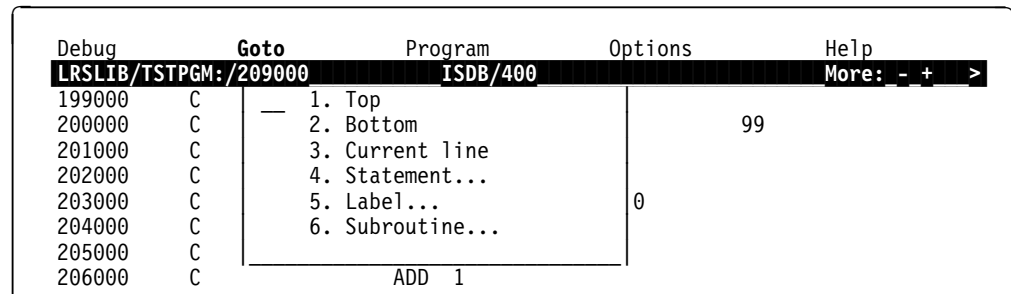 Debug Goto Program Options Help
LRSLIB/TSTPGM:/209000 ISDB/400 More: - + >
199000 C __ 1. Top
200000 C 2. Bottom 99
201000 C 3. Current line
202000 C 4. Statement...
203000 C 5. Label... 0
204000 C 6. Subroutine...
205000 C
206000 C ADD 1